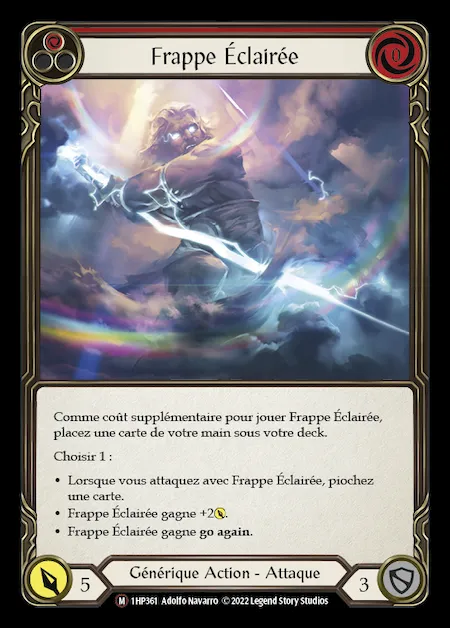 Frappe Éclairée
0
Comme coût supplémentaire pour jouer Frappe Éclairée,
placez une carte de votre main sous votre deck.
Choisir 1 :
• Lorsque vous attaquez avec Frappe Éclairée, piochez
une carte.
• Frappe Éclairée gagne +2.
• Frappe Éclairée gagne go again.
5
Générique Action - Attaque
3
M 1HP361 Adolfo Navarro © 2022 Legend Story Studios